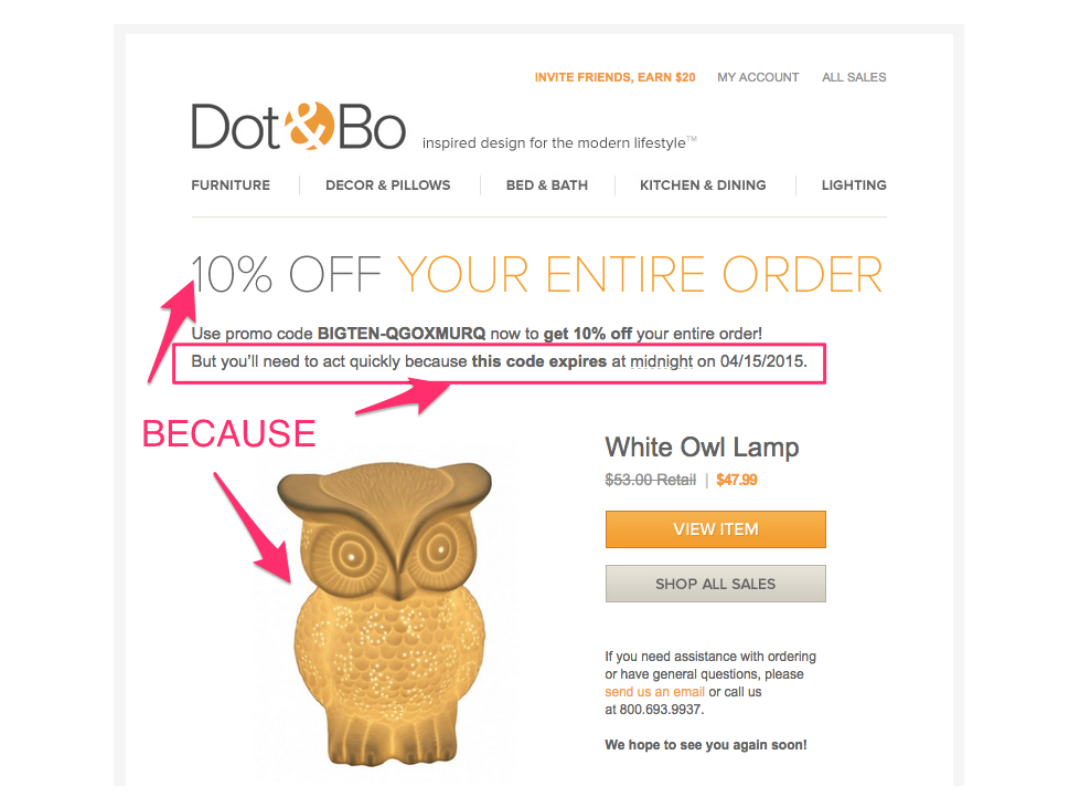 INVITE FRIENDS, EARN $20 MY ACCOUNT ALL SALES
Dot&Bo inspired design for the modern lifestyle™
FURNITURE DECOR & PILLOWS BED & BATH KITCHEN & DINING LIGHTING
10% OFF YOUR ENTIRE ORDER
Use promo code BIGTEN-QGOXMURQ now to get 10% off your entire order!
But you'll need to act quickly because this code expires at midnight on 04/15/2015.
BECAUSE
White Owl Lamp
$53.00 Retail | $47.99
VIEW ITEM
SHOP ALL SALES
If you need assistance with ordering
or have general questions, please
send us an email or call us
at 800.693.9937.
We hope to see you again soon!